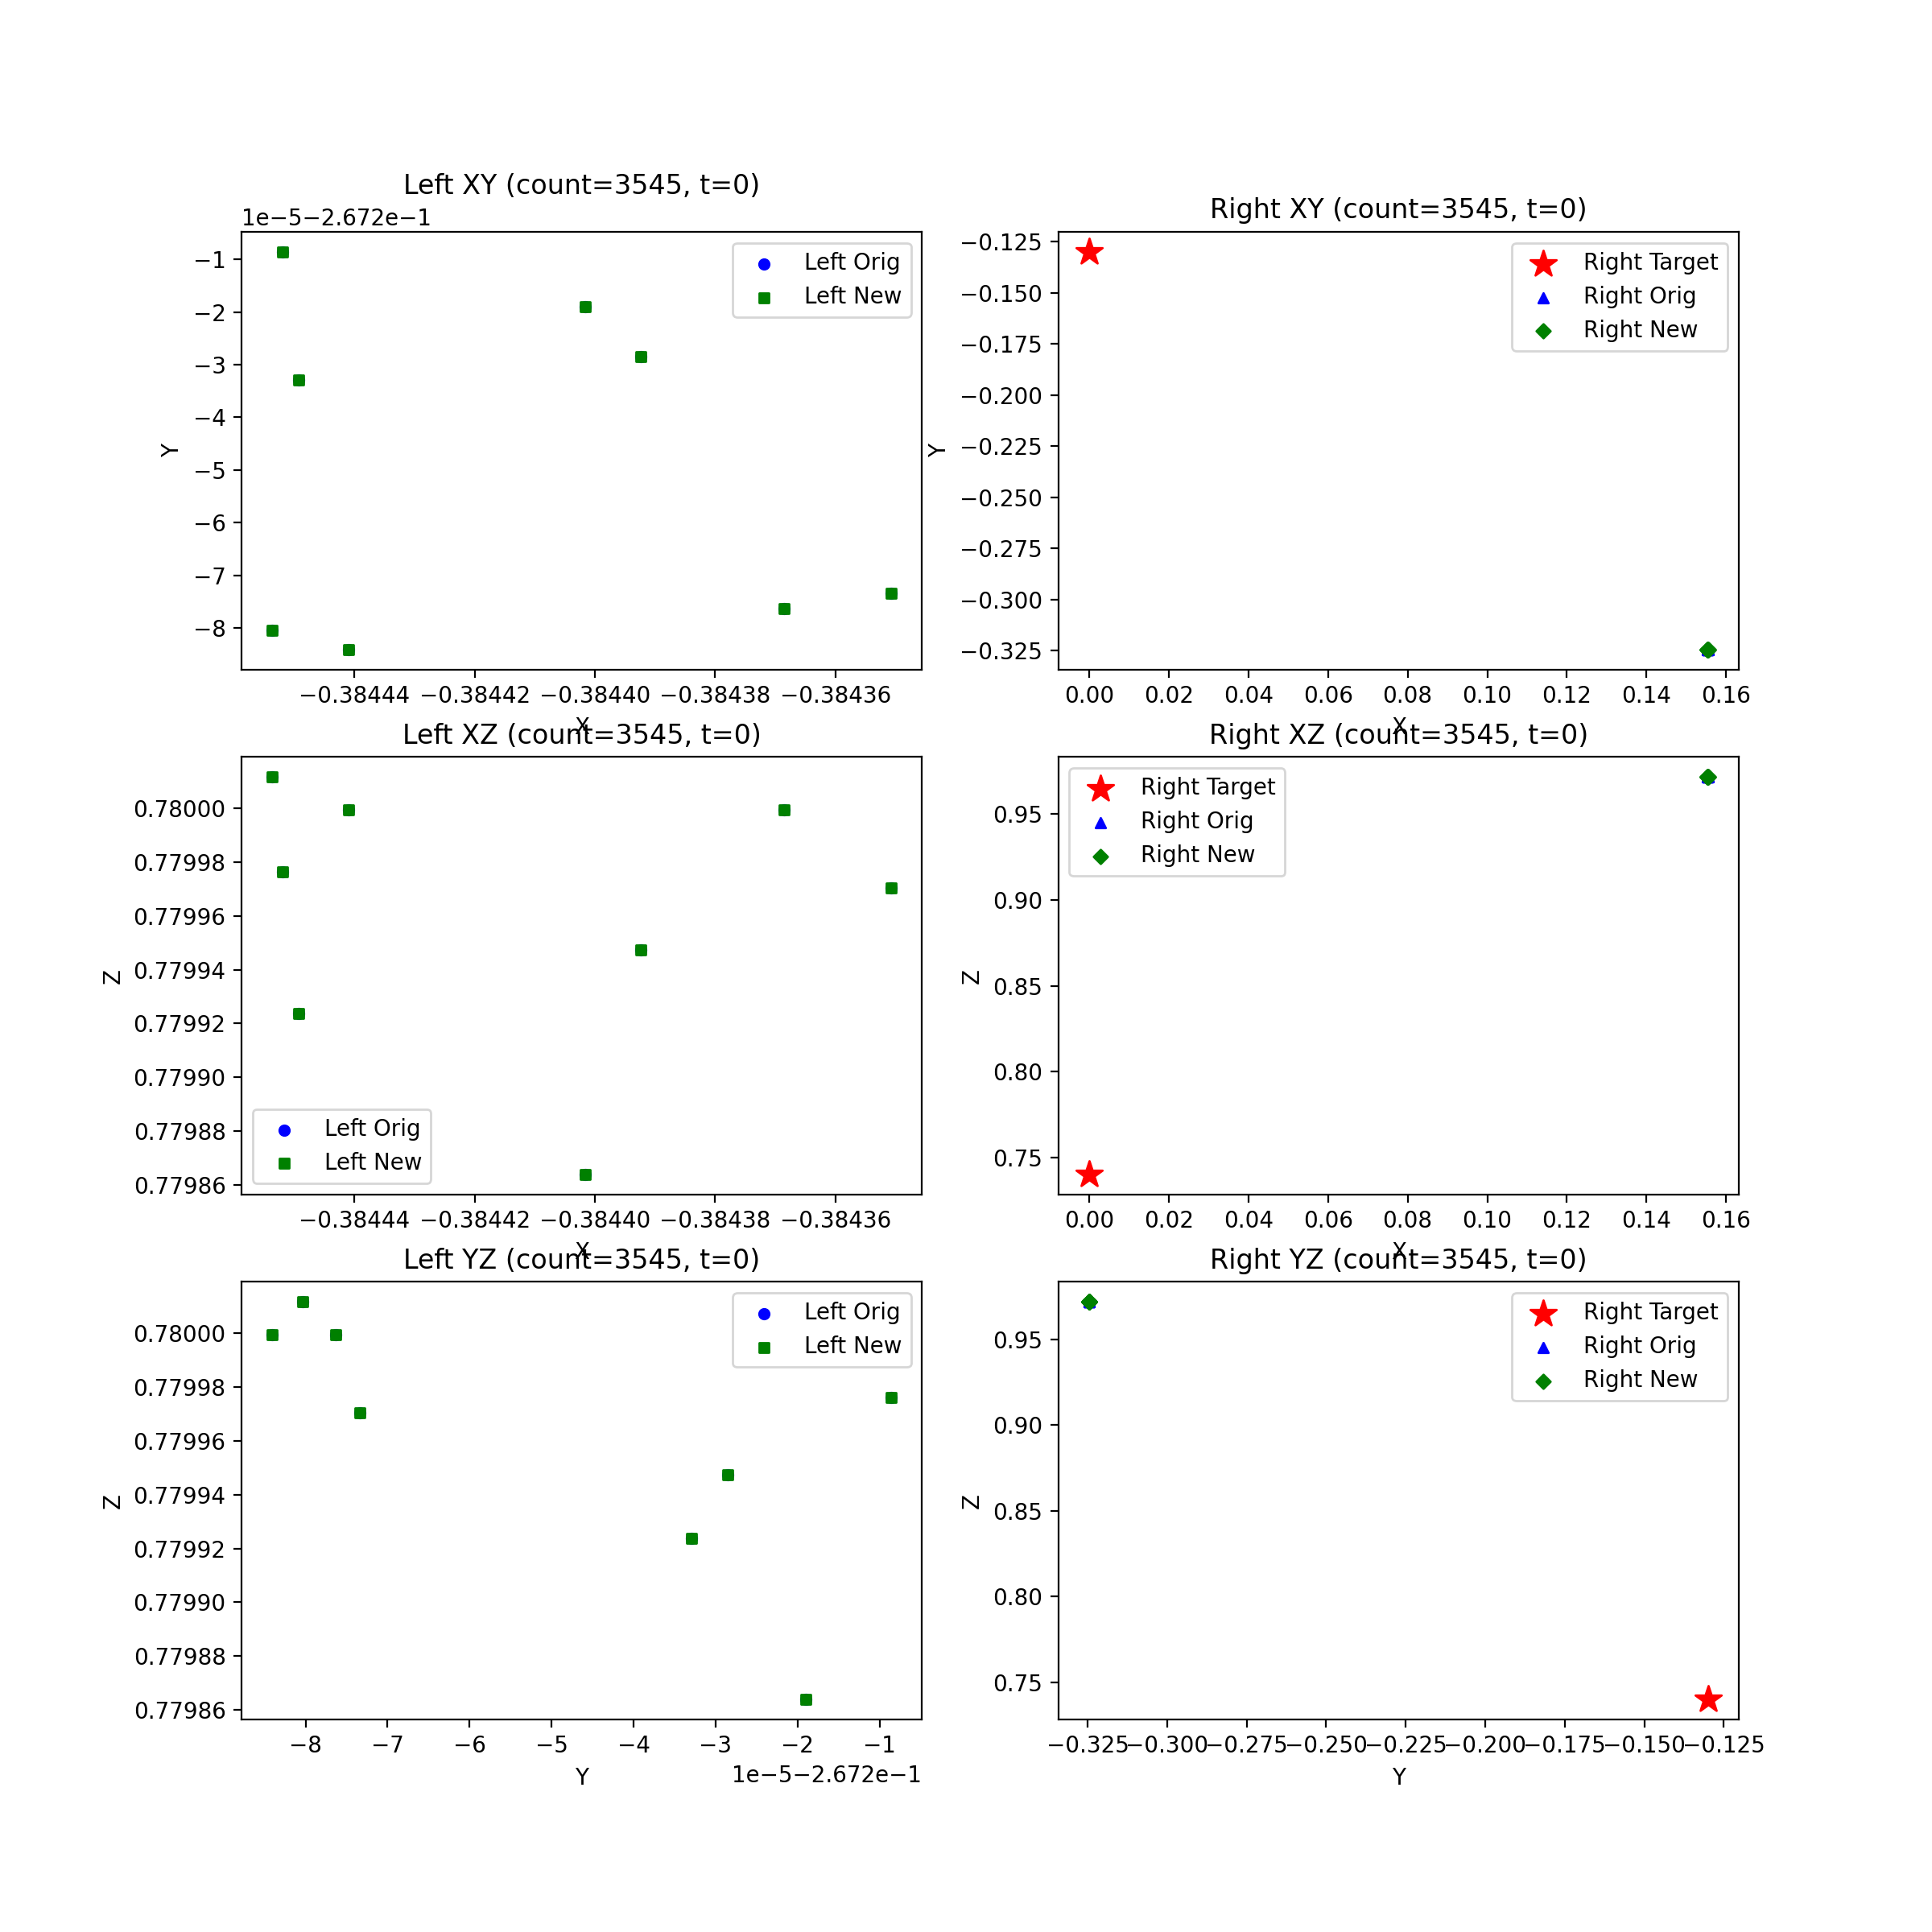 Left XY (count=3545, t=0)
1e−5−2.672e−1
−1
−2
−3
−4
−5
−6
−7
−8
Y
−0.38444 −0.38442 −0.38440 −0.38438 −0.38436
X
Left Orig
Left New
Right XY (count=3545, t=0)
−0.125
−0.150
−0.175
−0.200
−0.225
−0.250
−0.275
−0.300
−0.325
Y
0.00 0.02 0.04 0.06 0.08 0.10 0.12 0.14 0.16
X
Right Target
Right Orig
Right New
Left XZ (count=3545, t=0)
0.78000
0.77998
0.77996
0.77994
0.77992
0.77990
0.77988
0.77986
Z
−0.38444 −0.38442 −0.38440 −0.38438 −0.38436
X
Left Orig
Left New
Right XZ (count=3545, t=0)
0.95
0.90
0.85
0.80
0.75
Z
0.00 0.02 0.04 0.06 0.08 0.10 0.12 0.14 0.16
X
Right Target
Right Orig
Right New
Left YZ (count=3545, t=0)
0.78000
0.77998
0.77996
0.77994
0.77992
0.77990
0.77988
0.77986
Z
−8 −7 −6 −5 −4 −3 −2 −1
Y
1e−5−2.672e−1
Left Orig
Left New
Right YZ (count=3545, t=0)
0.95
0.90
0.85
0.80
0.75
Z
−0.325 −0.300 −0.275 −0.250 −0.225 −0.200 −0.175 −0.150 −0.125
Y
Right Target
Right Orig
Right New